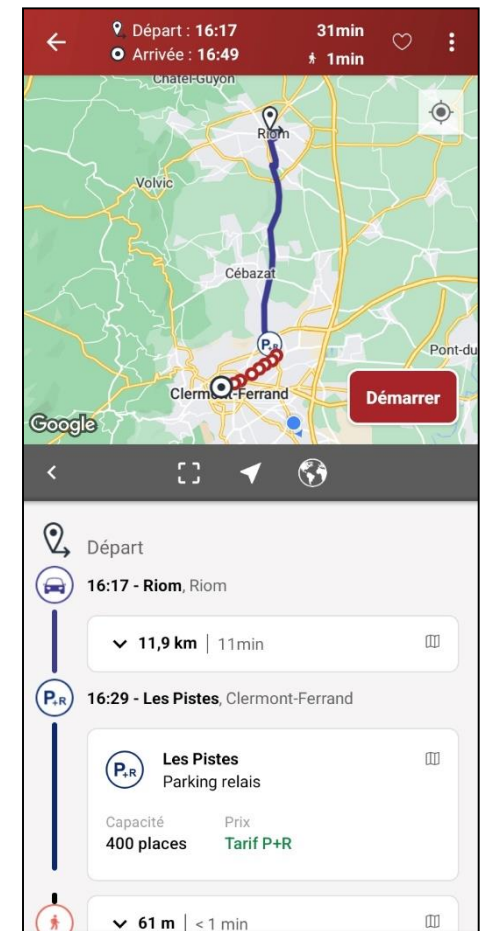 Départ : 16:17
31min
Arrivée : 16:49
1min
Châtel-Guyon
Riom
Volvic
Cébazat
P+R
Pont-du
Clermont-Ferrand
Démarrer
Google
Départ
16:17 - Riom, Riom
11,9 km | 11min
P+R
16:29 - Les Pistes, Clermont-Ferrand
P+R
Les Pistes
Parking relais
Capacité
Prix
400 places
Tarif P+R
61 m | < 1 min